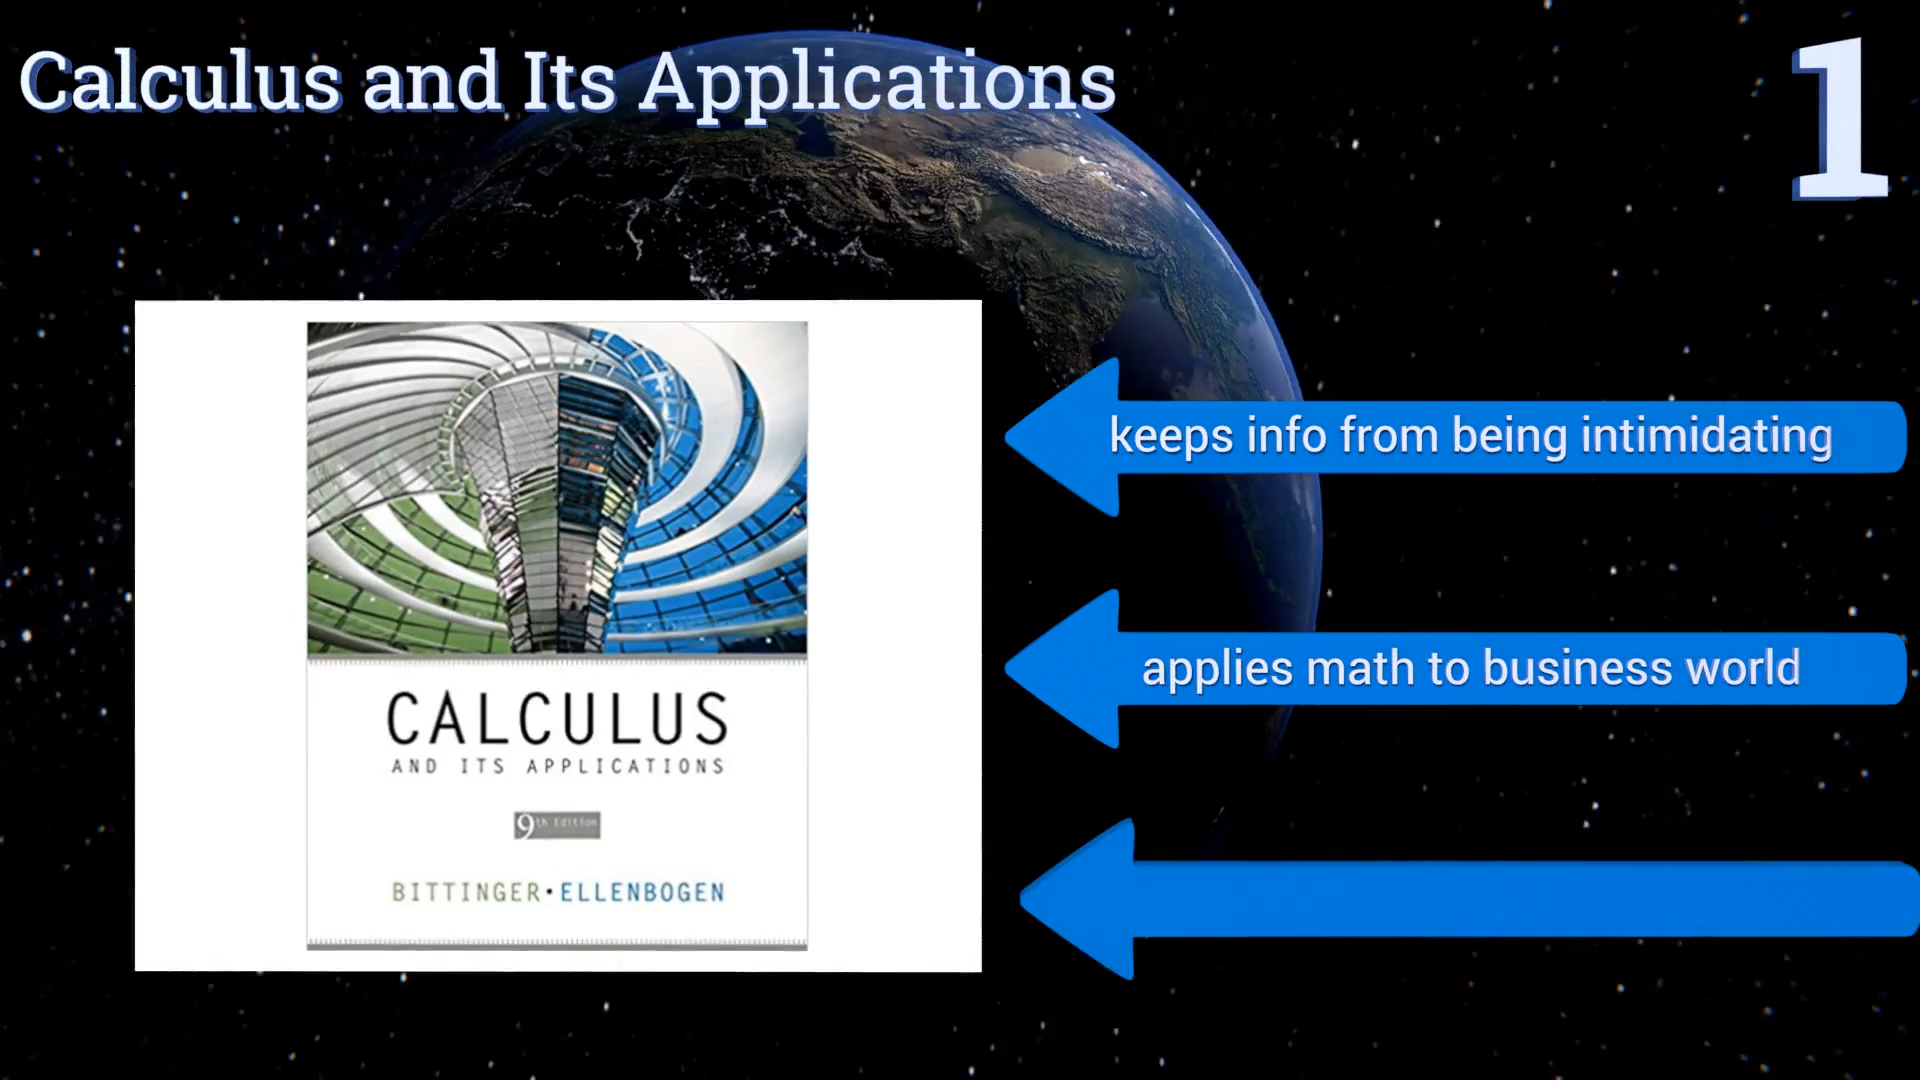 Calculus and Its Applications
1
keeps info from being intimidating
applies math to business world
CALCULUS
AND ITS APPLICATIONS
9th Edition
BITTINGER•ELLENBOGEN